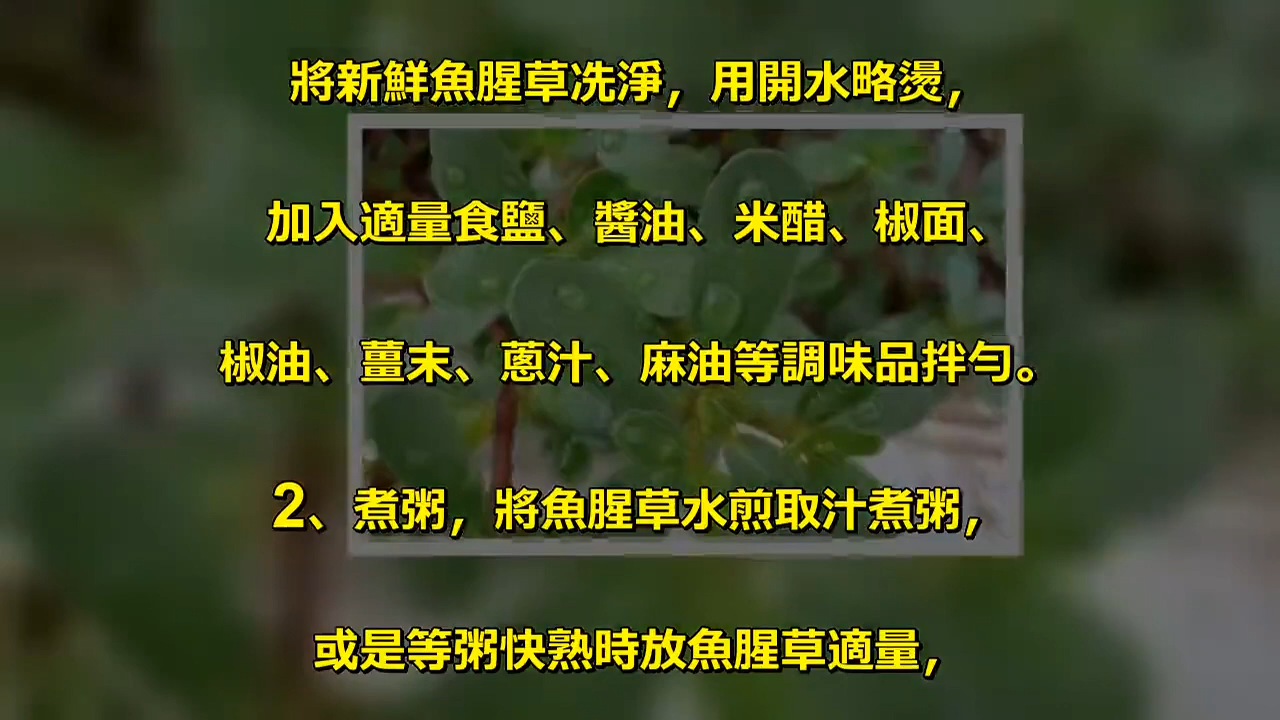 將新鮮魚腥草冼淨，用開水略燙，
加入適量食鹽、醬油、米醋、椒面、
椒油、薑末、蔥汁、麻油等調味品拌勻。
2、煮粥，將魚腥草水煎取汁煮粥，
或是等粥快熟時放魚腥草適量，